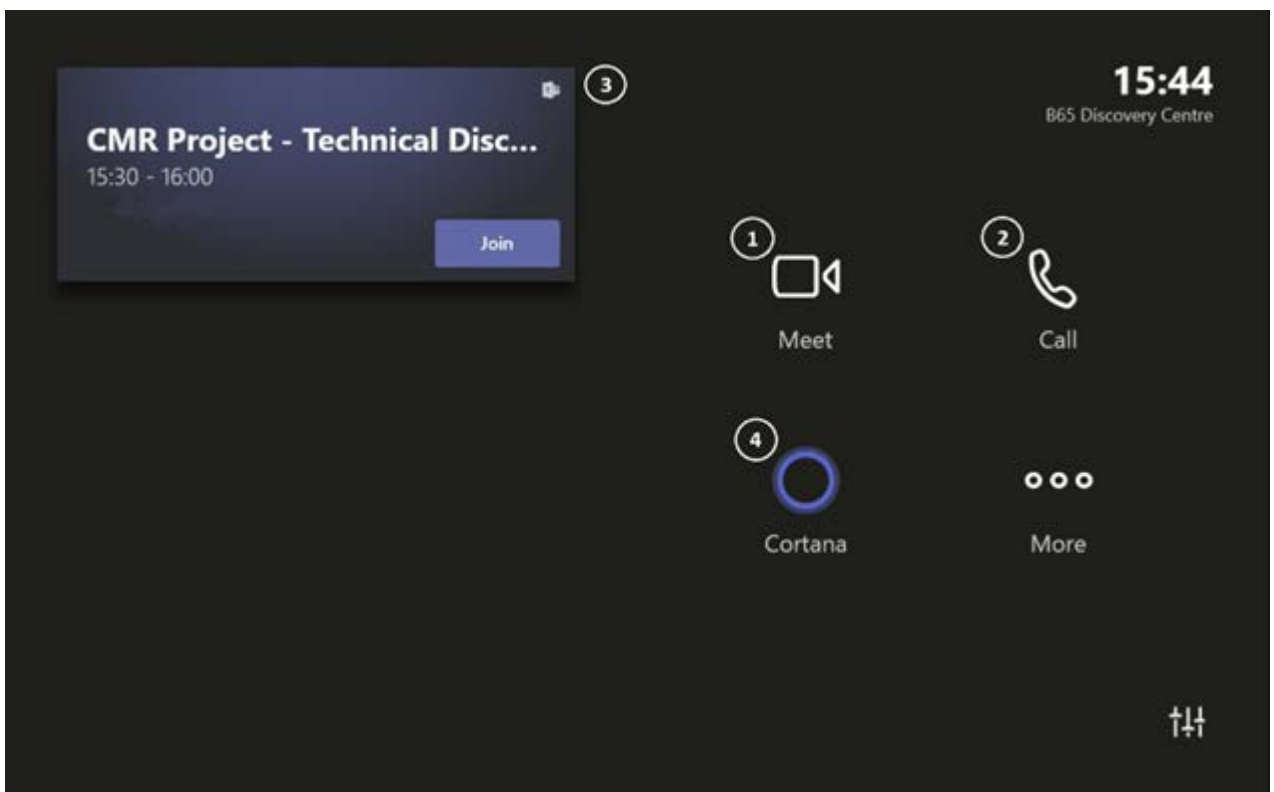 3
CMR Project - Technical Disc...
15:30 - 16:00
Join
15:44
B65 Discovery Centre
1
2
Meet
Call
4
Cortana
More